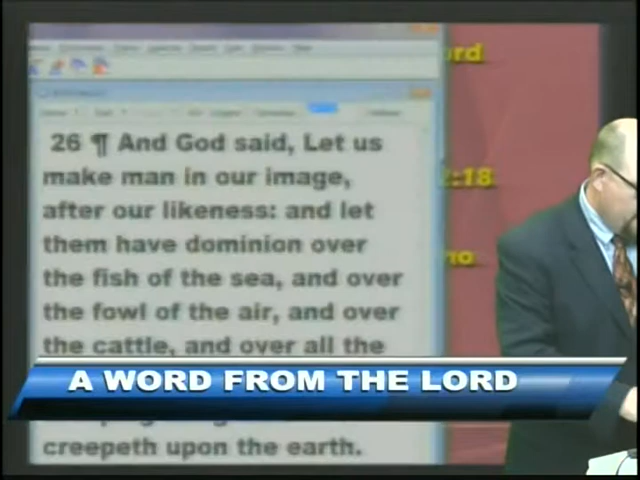 ord
2:18
no
26 ¶ And God said, Let us
make man in our image,
after our likeness: and let
them have dominion over
the fish of the sea, and over
the fowl of the air, and over
the cattle, and over all the
A WORD FROM THE LORD
creepeth upon the earth.